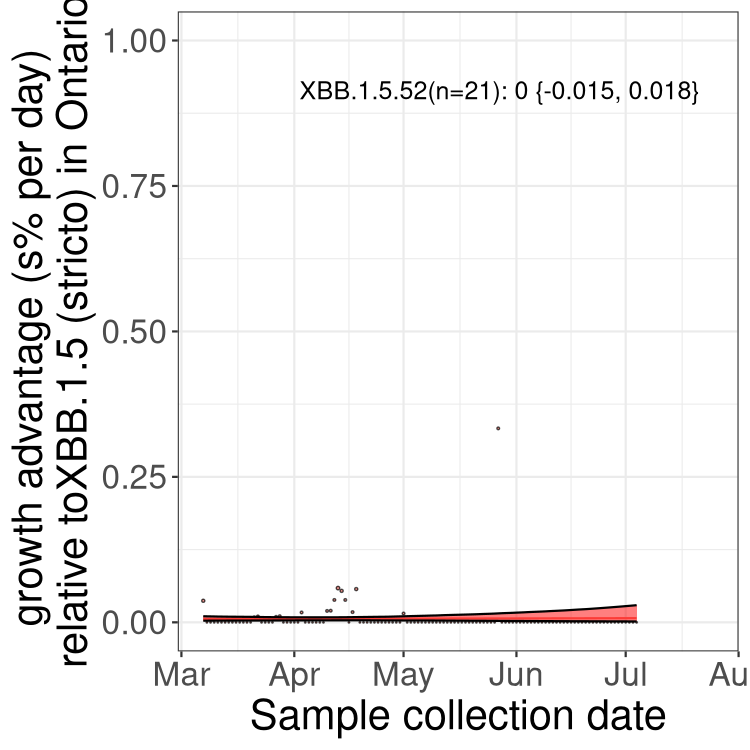 growth advantage (s% per day)
relative toXBB.1.5 (stricto) in Ontario
1.00
XBB.1.5.52(n=21): 0 {-0.015, 0.018}
0.75
0.50
0.25
0.00
Mar Apr May Jun Jul Au
Sample collection date